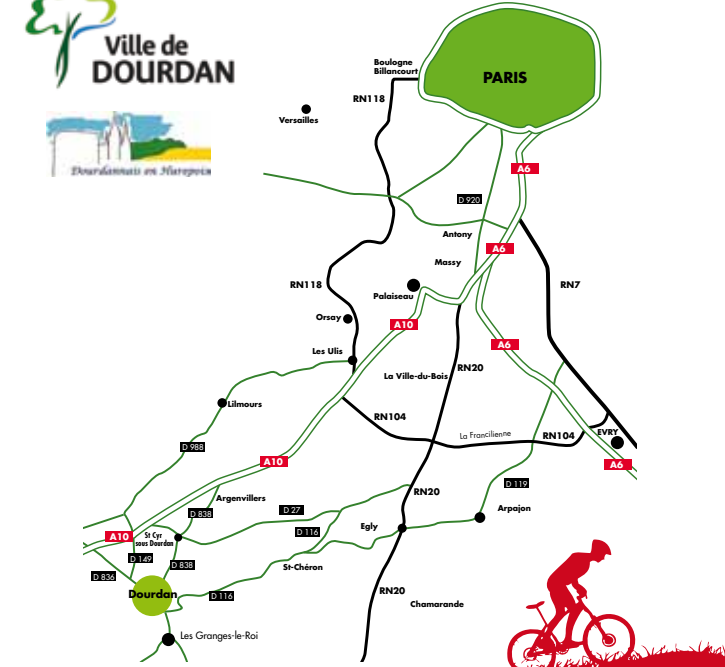 Ville de
DOURDAN
Dourdannais en Hurepoix
Boulogne
Billancourt
PARIS
RN118
Versailles
A6
D 920
Antony
A6
Massy
RN118
Palaiseau
RN7
Orsay
A10
A6
Les Ulis
La Ville-du-Bois
RN20
Lilmours
RN104
La Francilienne
RN104
EVRY
D 988
A10
A6
D 119
RN20
Argenvillers
D 838
D 27
Arpajon
A10
St Cyr
sous Dourdan
D 116
Egly
D 149
D 838
St-Chéron
D 836
Dourdan
D 116
RN20
Chamarande
Les Granges-le-Roi